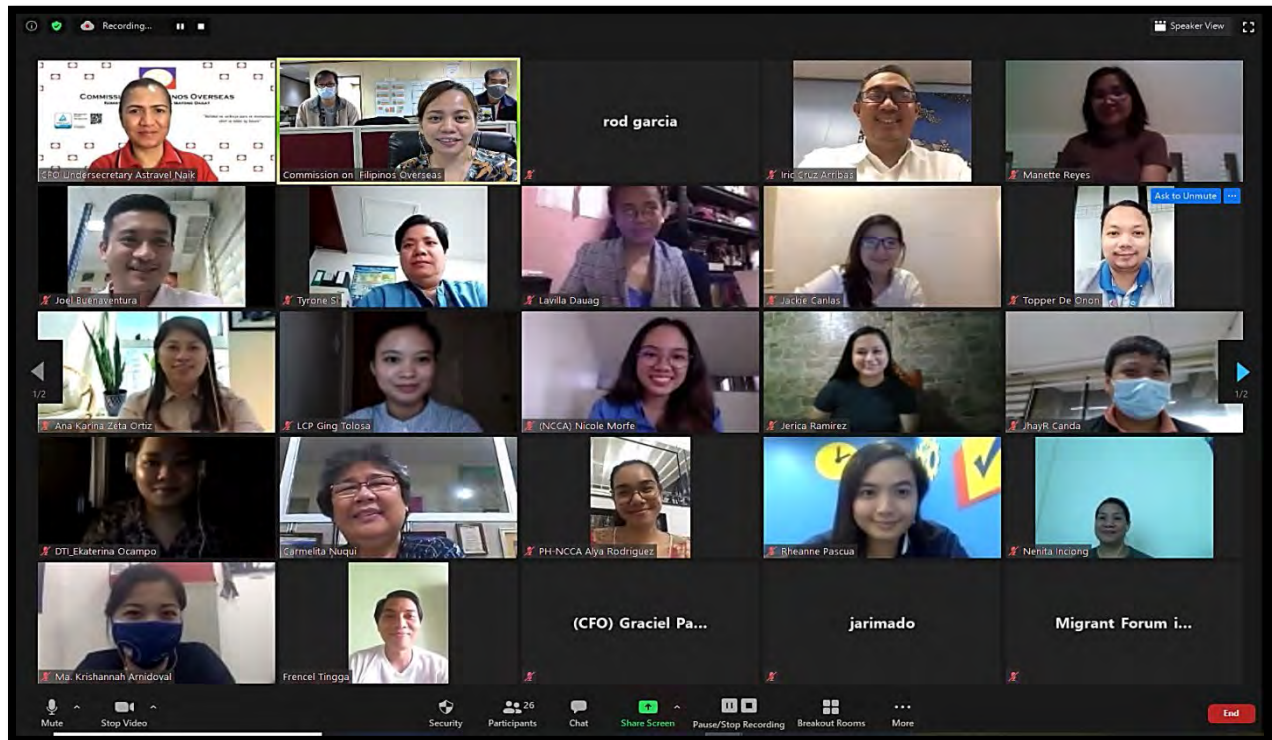 Recording...
Speaker View
COMMISS
NOS OVERSEAS
CFO Undersecretary Astravel Naik
Commission on Filipinos Overseas
rod garcia
Iric Cruz Arribas
Manette Reyes
Joel Buenaventura
Tyrone SI
Lavilla Dauag
Jackie Canlas
Ask to Unmute ...
Topper De Onon
1/2
Ana Karina Zeta Ortiz
LCP Ging Tolosa
(NCCA) Nicole Morfe
Jerica Ramirez
JhayR Canda
1/2
DTI_Ekaterina Ocampo
Carmelita Nuqui
PH-NCCA Alya Rodriguez
Rheanne Pascua
Nenita Inciong
Ma. Krishannah Arnidoval
Frencel Tingga
(CFO) Graciel Pa...
jarimado
Migrant Forum i...
Mute
Stop Video
Security
Participants 26
Chat
Share Screen
Pause/Stop Recording
Breakout Rooms
More
End